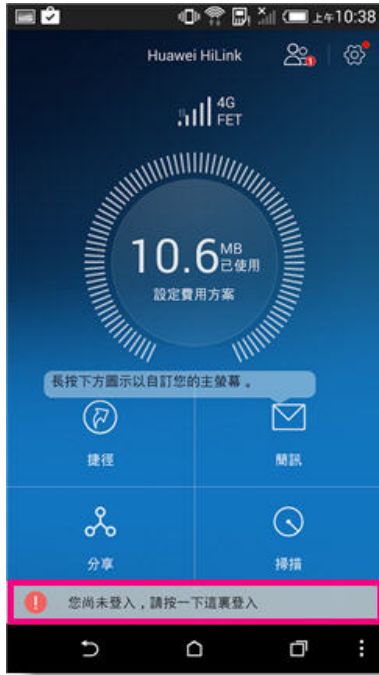 上午10:38
Huawei HiLink
1
4G
FET
10.6 MB
已使用
設定費用方案
長按下方圖示以自訂您的主螢幕。
捷徑
簡訊
分享
掃描
您尚未登入，請按一下這裏登入